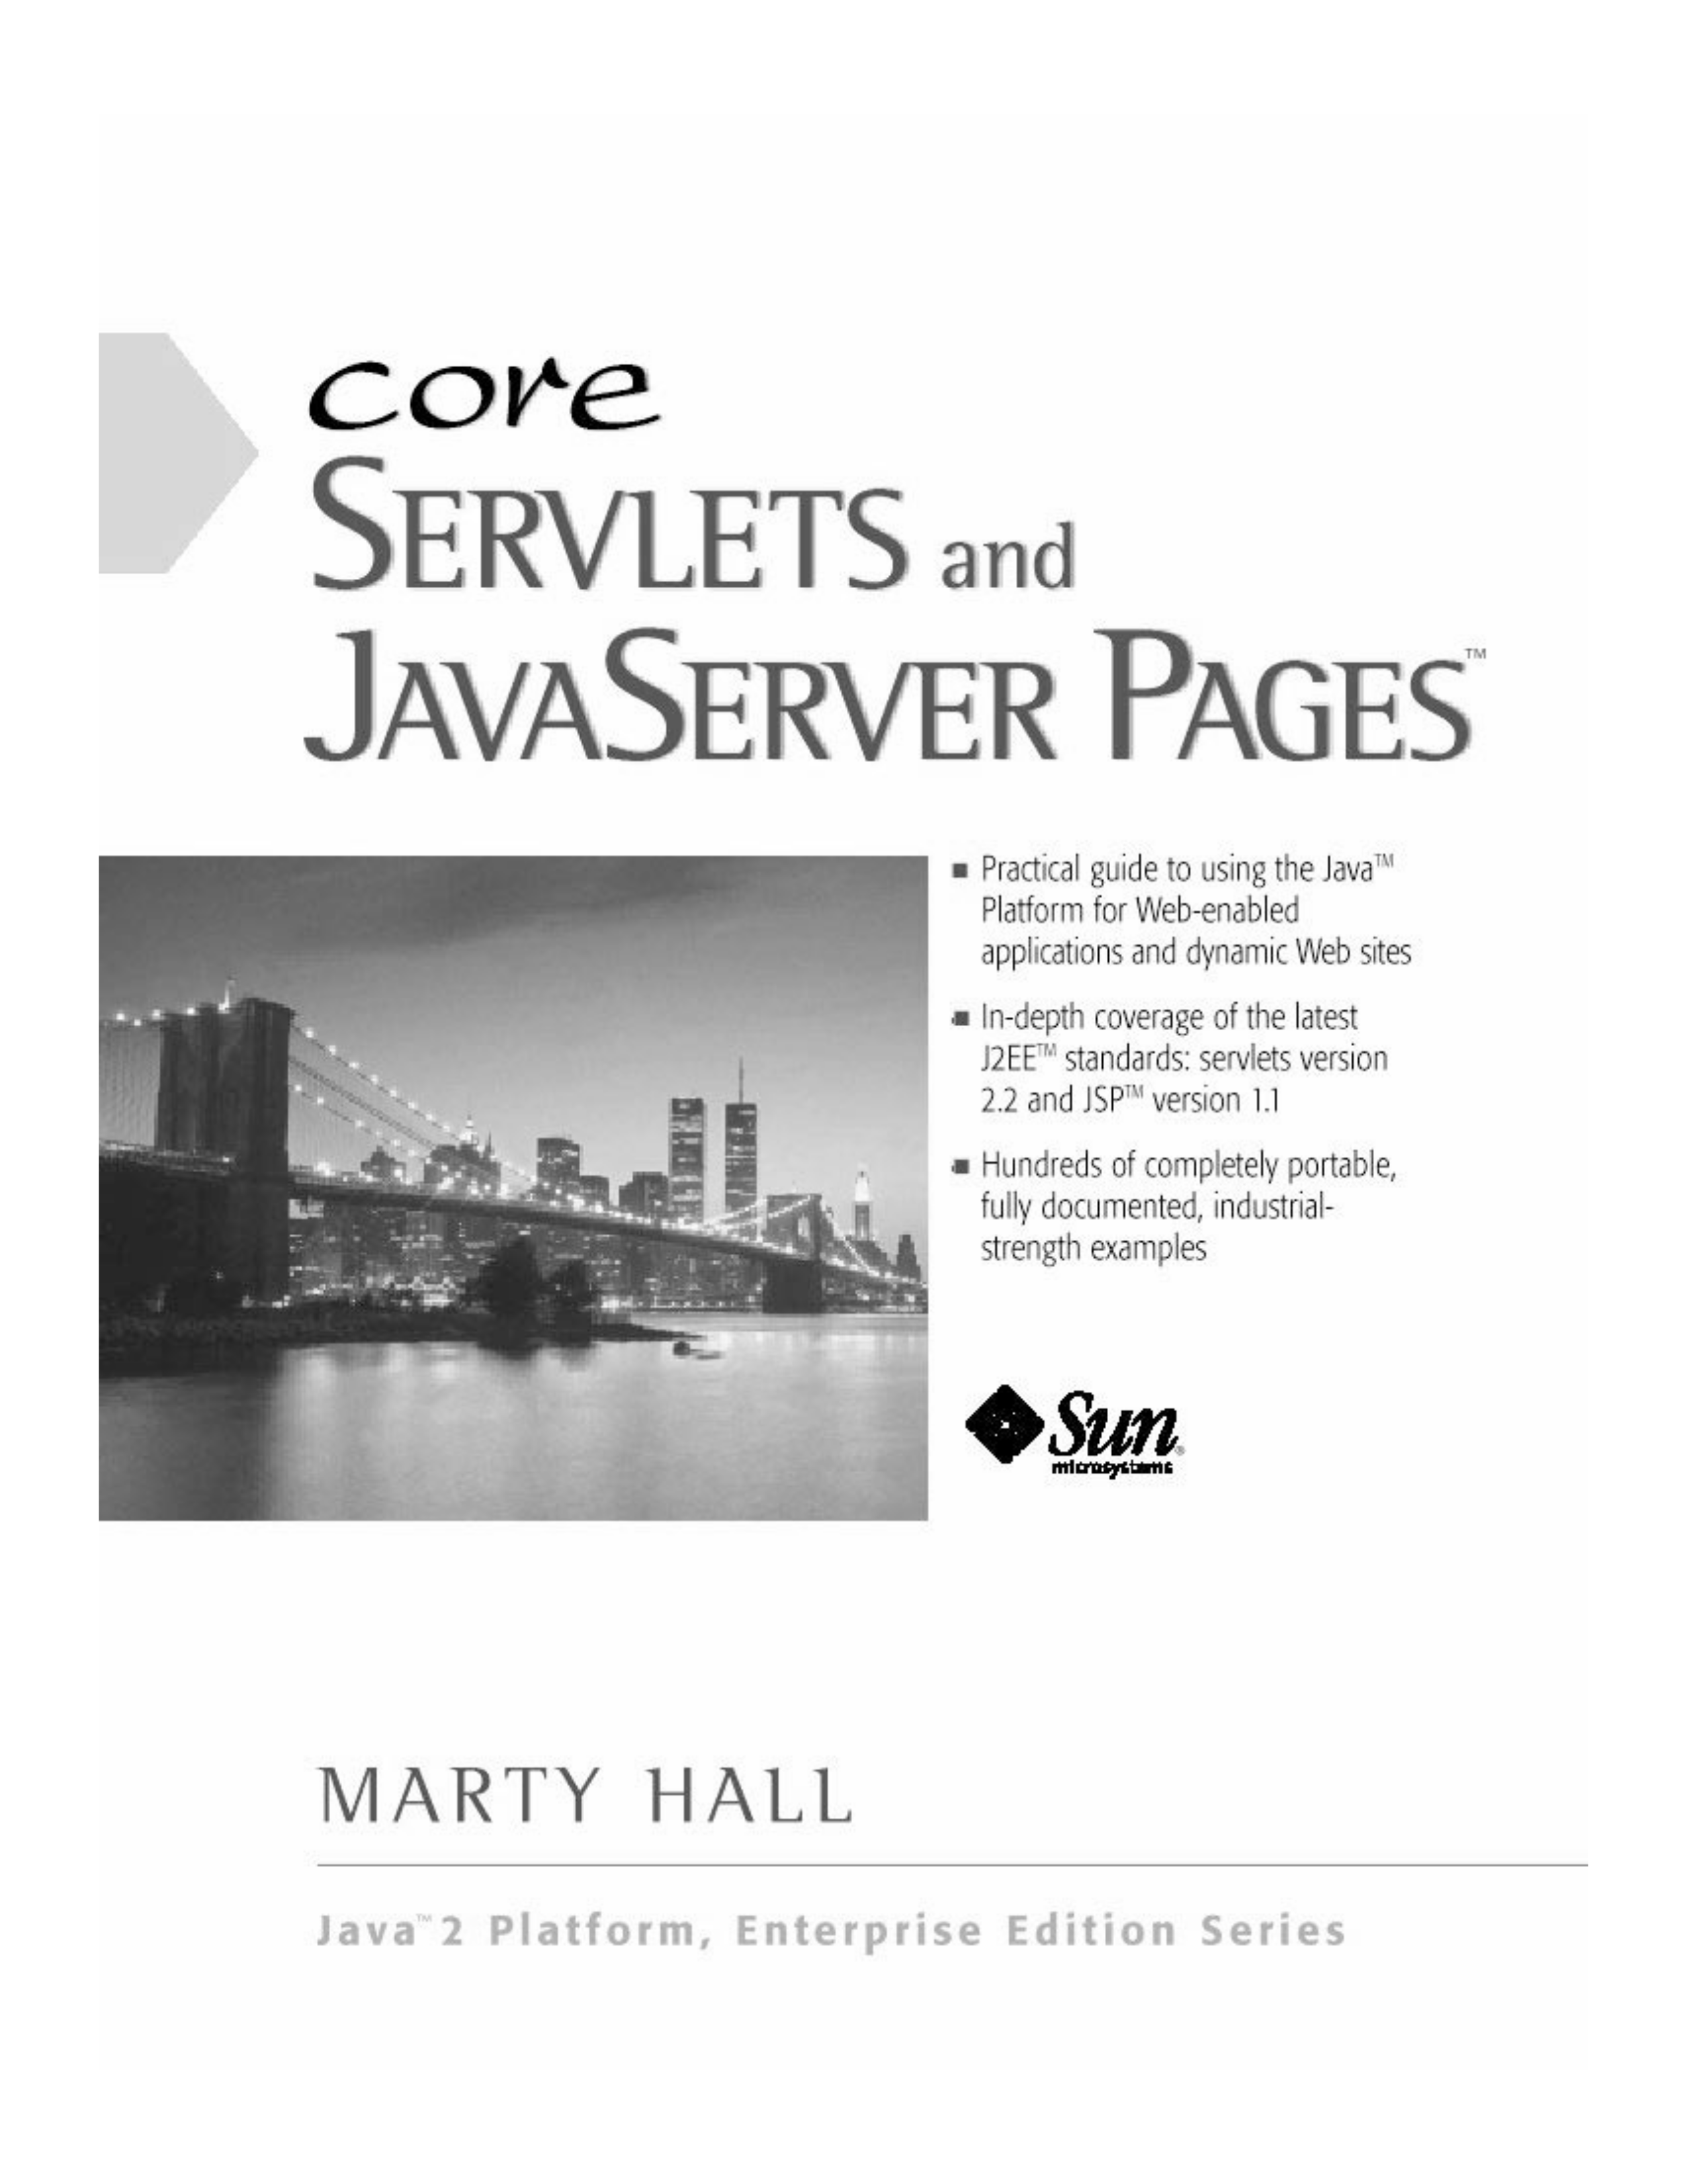 core
SERVLETS and
JAVASERVER PAGES™
■ Practical guide to using the Java™
Platform for Web-enabled
applications and dynamic Web sites
■ In-depth coverage of the latest
J2EE™ standards: servlets version
2.2 and JSP™ version 1.1
■ Hundreds of completely portable,
fully documented, industrial-
strength examples
Sun®
microsystems
MARTY HALL
Java™ 2 Platform, Enterprise Edition Series